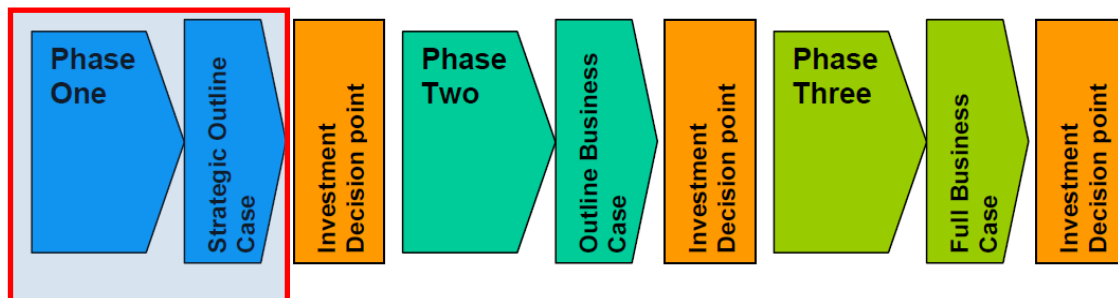 Phase
One
Strategic Outline
Case
Investment
Decision point
Phase
Two
Outline Business
Case
Investment
Decision point
Phase
Three
Full Business
Case
Investment
Decision point